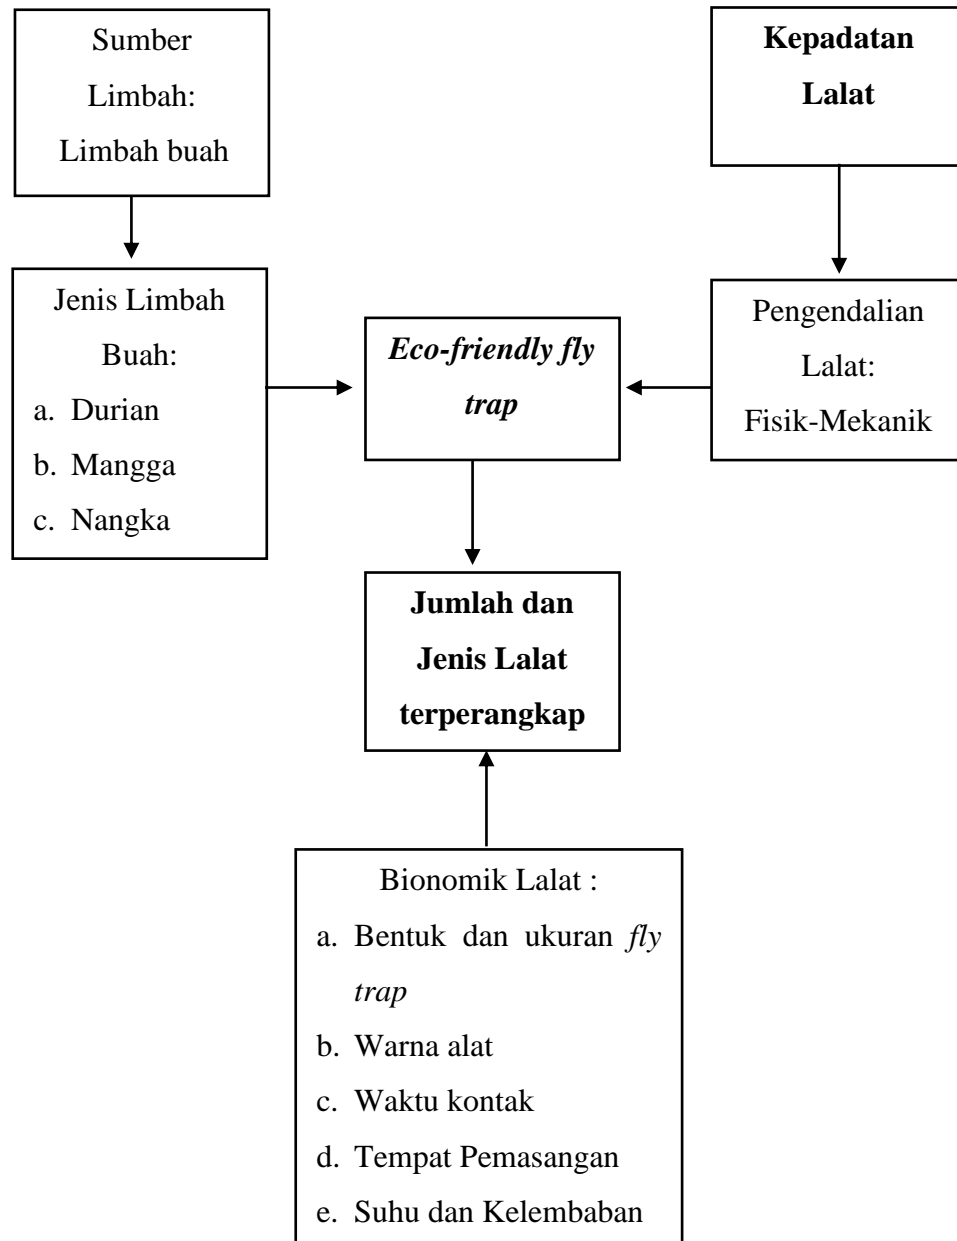 Sumber
Limbah:
Limbah buah
Kepadatan
Lalat
Jenis Limbah
Buah:
a. Durian
b. Mangga
c. Nangka
Eco-friendly fly
trap
Pengendalian
Lalat:
Fisik-Mekanik
Jumlah dan
Jenis Lalat
terperangkap
Bionomik Lalat :
a. Bentuk dan ukuran fly
trap
b. Warna alat
c. Waktu kontak
d. Tempat Pemasangan
e. Suhu dan Kelembaban